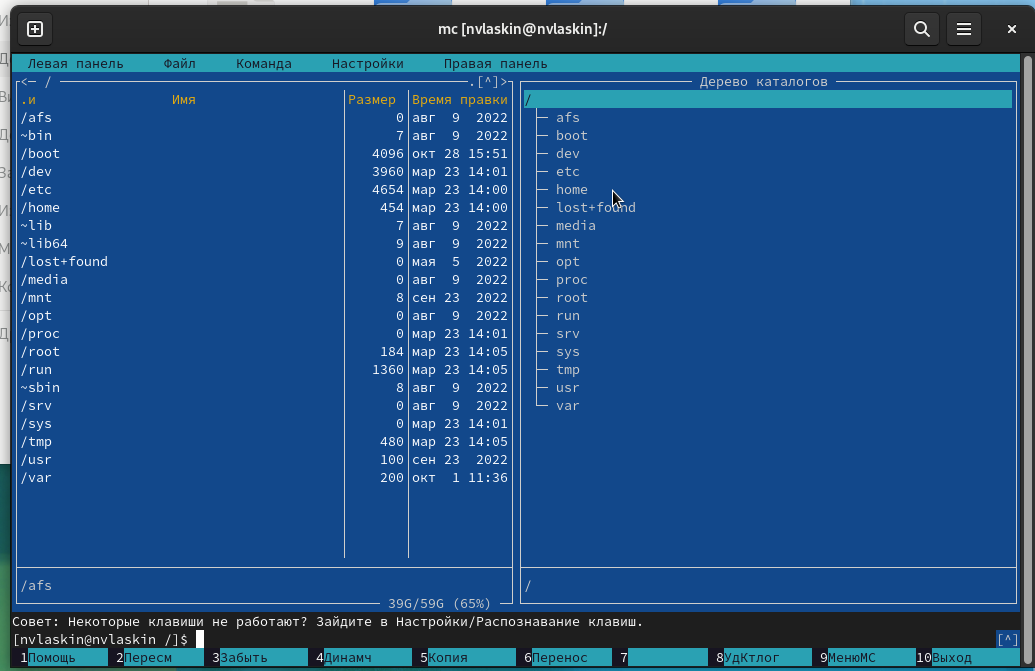 mc [nvlaskin@nvlaskin]:/
Левая панель Файл Команда Настройки Правая панель
<─ / .[^]> Дерево каталогов
.и Имя Размер Время правки /
/afs 0 авг 9 2022 afs
~bin 7 авг 9 2022 boot
/boot 4096 окт 28 15:51 dev
/dev 3960 мар 23 14:01 etc
/etc 4654 мар 23 14:00 home
/home 454 мар 23 14:00 lost+found
~lib 7 авг 9 2022 media
~lib64 9 авг 9 2022 mnt
/lost+found 0 мая 5 2022 opt
/media 0 авг 9 2022 proc
/mnt 8 сен 23 2022 root
/opt 0 авг 9 2022 run
/proc 0 мар 23 14:01 srv
/root 184 мар 23 14:05 sys
/run 1360 мар 23 14:05 tmp
~sbin 8 авг 9 2022 usr
/srv 0 авг 9 2022 var
/sys 0 мар 23 14:01
/tmp 480 мар 23 14:05
/usr 100 сен 23 2022
/var 200 окт 1 11:36
/afs /
39G/59G (65%)
Совет: Некоторые клавиши не работают? Зайдите в Настройки/Распознавание клавиш.
[nvlaskin@nvlaskin /]$ [^]
1Помощь 2Пересм 3Забыть 4Динамч 5Копия 6Перенос 7 8УдКтлог 9МенюМС 10Выход